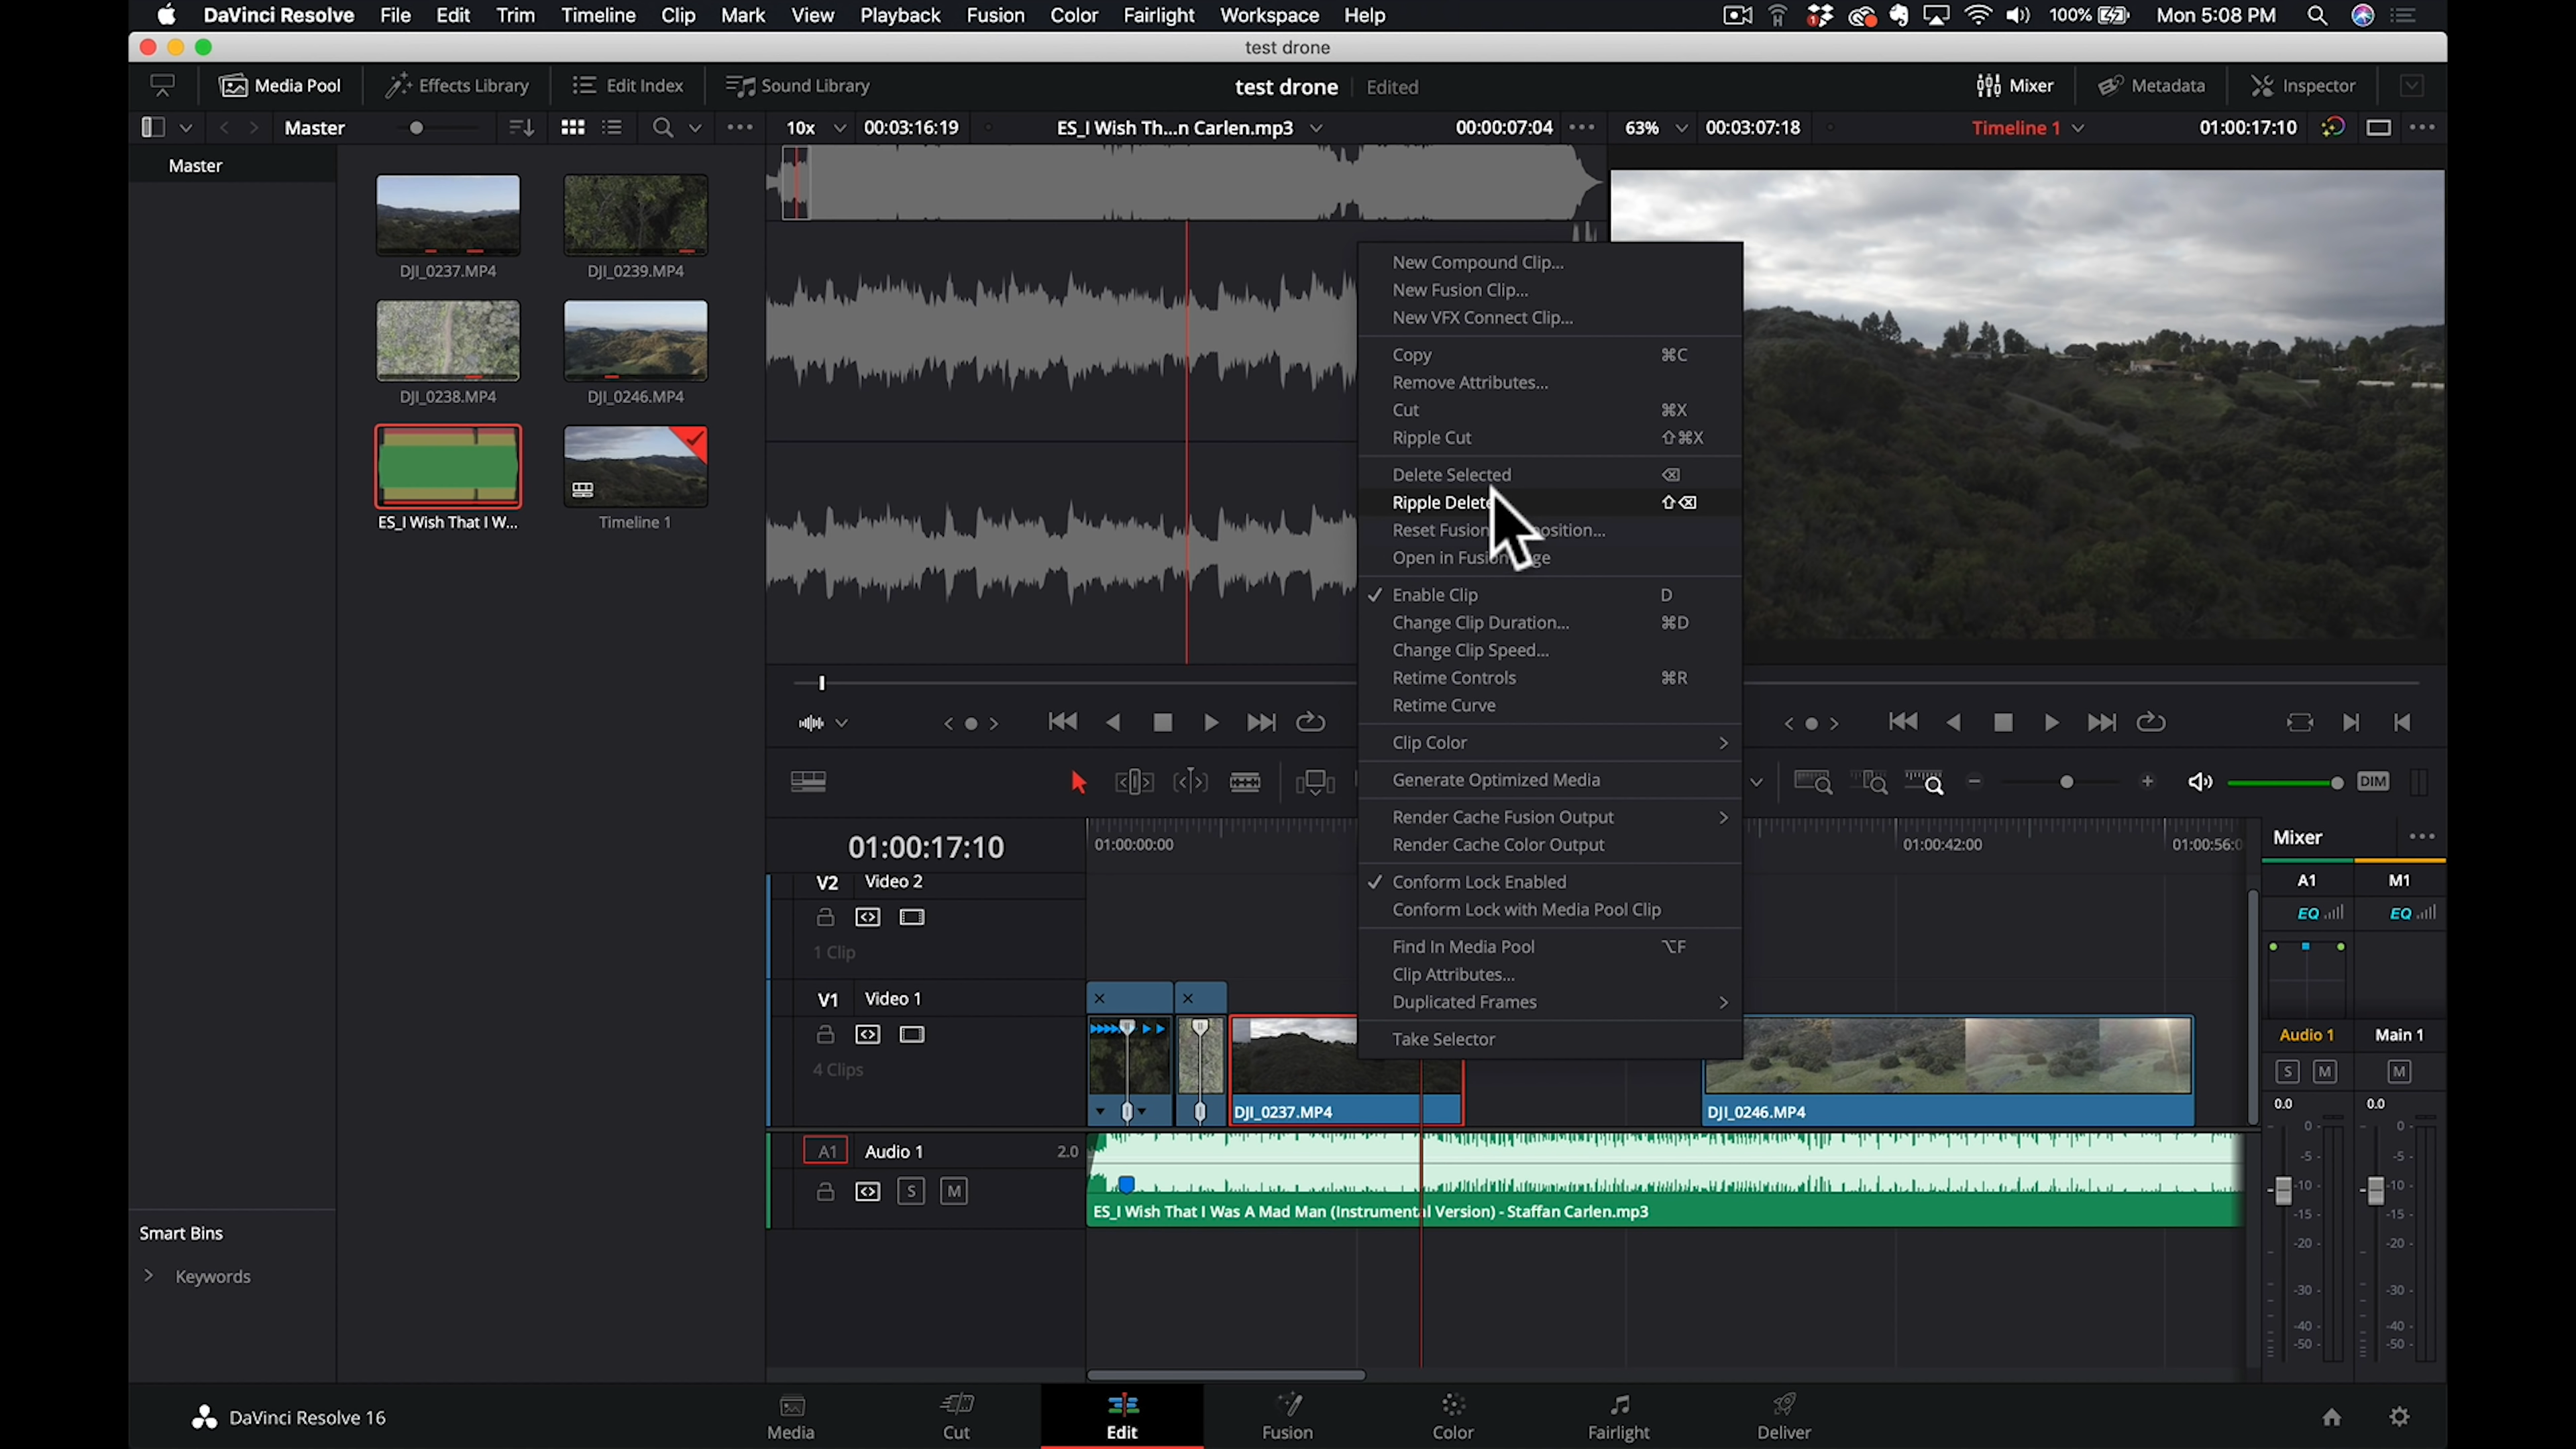 DaVinci Resolve File Edit Trim Timeline Clip Mark View Playback Fusion Color Fairlight Workspace Help
1 100% Mon 5:08 PM
test drone
Media Pool Effects Library Edit Index Sound Library test drone Edited Mixer Metadata Inspector
Master 10x 00:03:16:19 ES_I Wish Th...n Carlen.mp3 00:00:07:04 63% 00:03:07:18 Timeline 1 01:00:17:10
Master
DJI_0237.MP4 DJI_0239.MP4
DJI_0238.MP4 DJI_0246.MP4
ES_I Wish That I W... Timeline 1
New Compound Clip...
New Fusion Clip...
New VFX Connect Clip...
Copy ⌘C
Remove Attributes...
Cut ⌘X
Ripple Cut ⇧⌘X
Delete Selected ⌫
Ripple Delete ⇧⌫
Reset Fusion
osition...
Open in Fusion
ge
Enable Clip D
Change Clip Duration... ⌘D
Change Clip Speed...
Retime Controls ⌘R
Retime Curve
Clip Color
Generate Optimized Media
Render Cache Fusion Output
Render Cache Color Output
Conform Lock Enabled
Conform Lock with Media Pool Clip
Find In Media Pool ⌥F
Clip Attributes...
Duplicated Frames
Take Selector
DIM
01:00:17:10 01:00:00:00 01:00:42:00 01:00:56:0
V2 Video 2
1 Clip
V1 Video 1
4 Clips
DJI_0237.MP4 DJI_0246.MP4
A1 Audio 1 2.0
S M
ES_I Wish That I Was A Mad Man (Instrumental Version) - Staffan Carlen.mp3
Mixer
A1 M1
EQ EQ
Audio 1 Main 1
S M M
0.0 0.0
0- 0-
-5- -5-
-10- -10-
-15- -15-
-20- -20-
-30- -30-
-40- -40-
-50- -50-
Smart Bins
Keywords
DaVinci Resolve 16
Media Cut Edit Fusion Color Fairlight Deliver